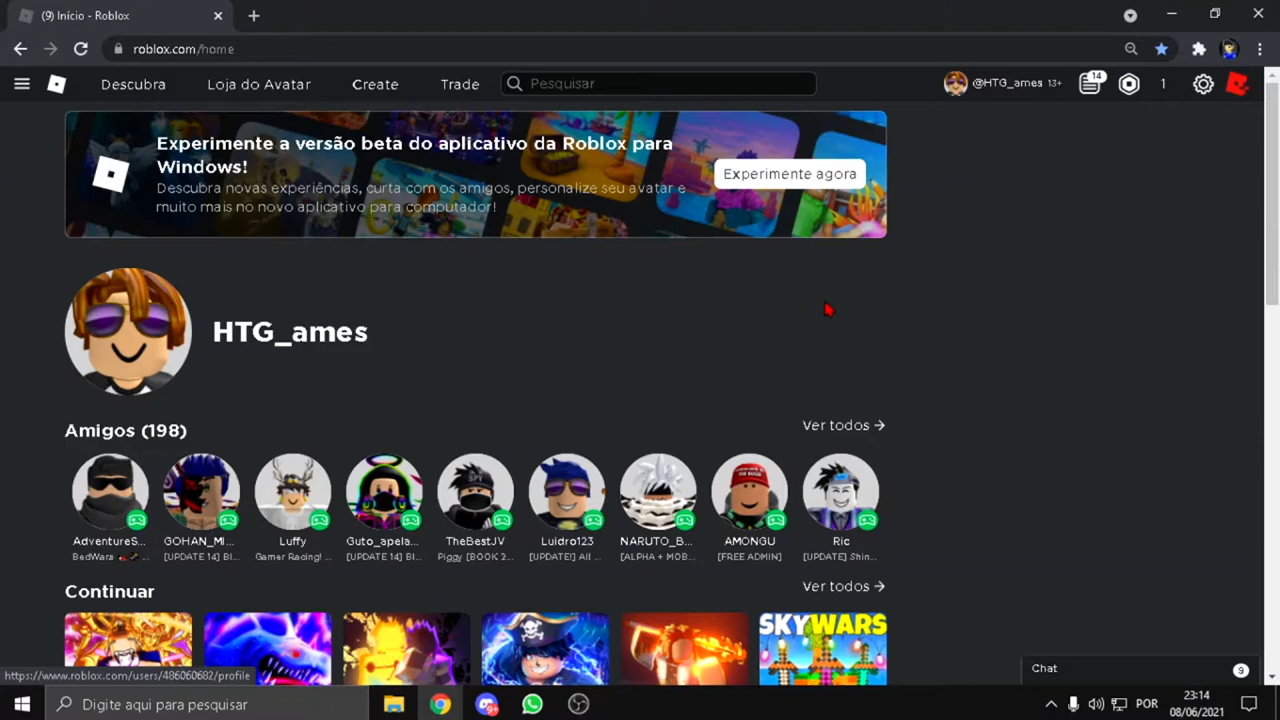 (9) Início - Roblox
roblox.com/home
Descubra
Loja do Avatar
Create
Trade
Pesquisar
@HTG_ames 13+
14
1
Experimente a versão beta do aplicativo da Roblox para
Windows!
Descubra novas experiências, curta com os amigos, personalize seu avatar e
muito mais no novo aplicativo para computador!
Experimente agora
HTG_ames
Amigos (198)
Ver todos
AdventureS...
GOHAN_MI...
Luffy
Guto_apela...
TheBestJV
Luidro123
NARUTO_B...
AMONGU
Ric
BedWars ...
[UPDATE 14] Bl...
Gamer Racing! ...
[UPDATE 14] Bl...
Piggy [BOOK 2...
[UPDATE!] All ...
[ALPHA + MOB...
[FREE ADMIN]
[UPDATE] Shin...
SPY
Continuar
Ver todos
SKYWARS
Chat
9
https://www.roblox.com/users/486060682/profile
Digite aqui para pesquisar
9+
POR
23:14
08/06/2021